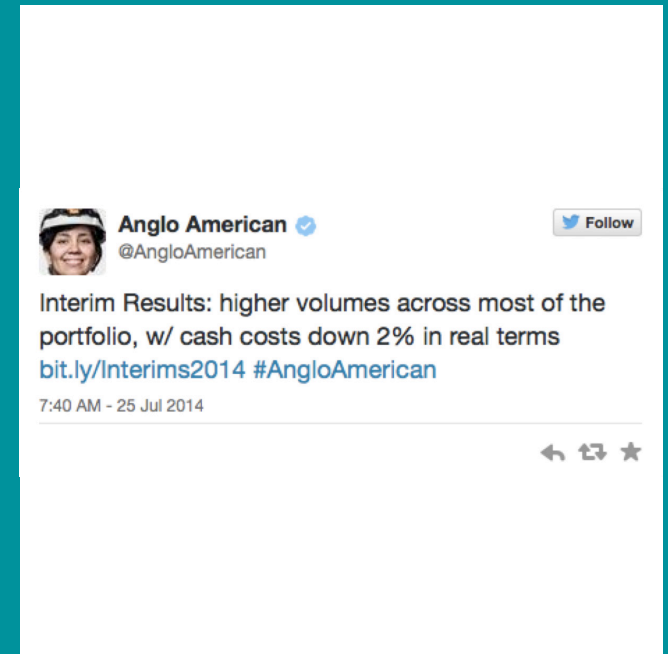 Anglo American
Follow
@AngloAmerican
Interim Results: higher volumes across most of the
portfolio, w/ cash costs down 2% in real terms
bit.ly/Interims2014 #AngloAmerican
7:40 AM - 25 Jul 2014